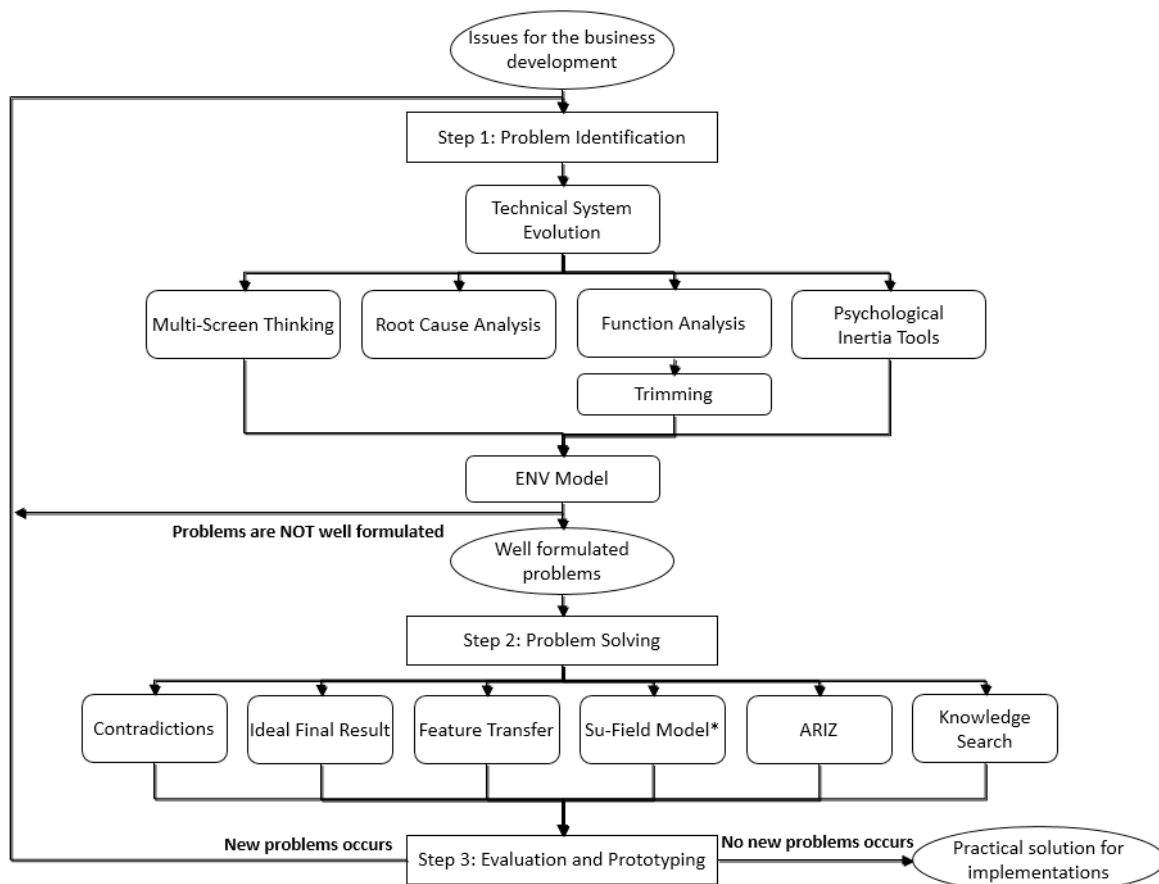 Issues for the business
development
Step 1: Problem Identification
Technical System
Evolution
Multi-Screen Thinking
Root Cause Analysis
Function Analysis
Psychological
Inertia Tools
Trimming
ENV Model
Problems are NOT well formulated
Well formulated
problems
Step 2: Problem Solving
Contradictions
Ideal Final Result
Feature Transfer
Su-Field Model*
ARIZ
Knowledge
Search
New problems occurs
Step 3: Evaluation and Prototyping
No new problems occurs
Practical solution for
implementations